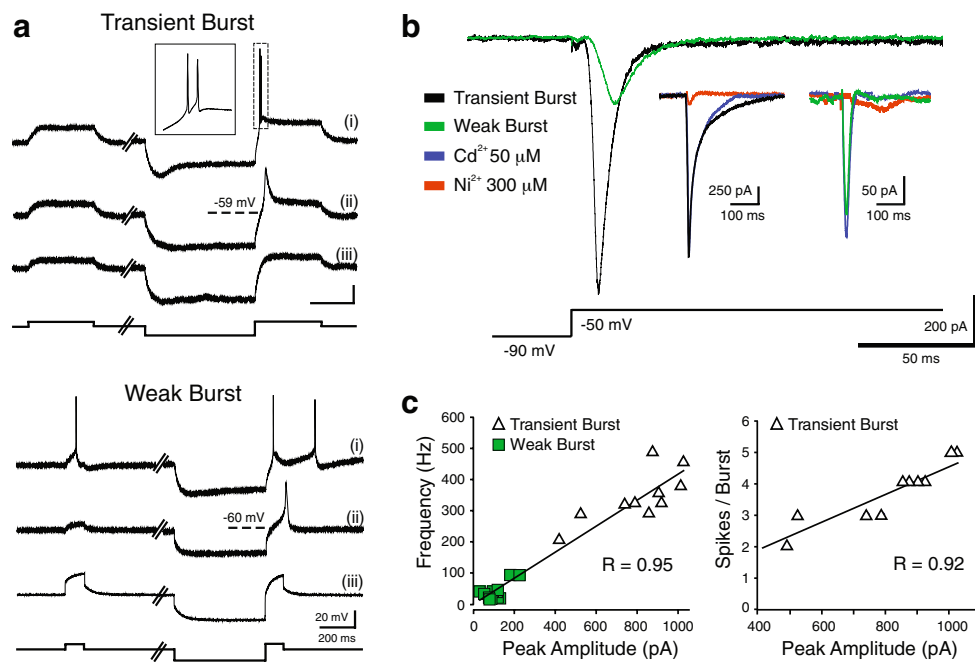 a
Transient Burst
(i)
-59 mV
(ii)
(iii)
Weak Burst
(i)
-60 mV
(ii)
(iii)
20 mV
200 ms
b
Transient Burst
Weak Burst
Cd2+ 50 μM
Ni2+ 300 μM
250 pA
100 ms
50 pA
100 ms
-50 mV
-90 mV
200 pA
50 ms
c
Frequency (Hz)
600
500
400
300
200
100
0
Transient Burst
Weak Burst
R = 0.95
0 200 400 600 800 1000
Peak Amplitude (pA)
Spikes / Burst
6
5
4
3
2
1
0
Transient Burst
R = 0.92
400 600 800 1000
Peak Amplitude (pA)